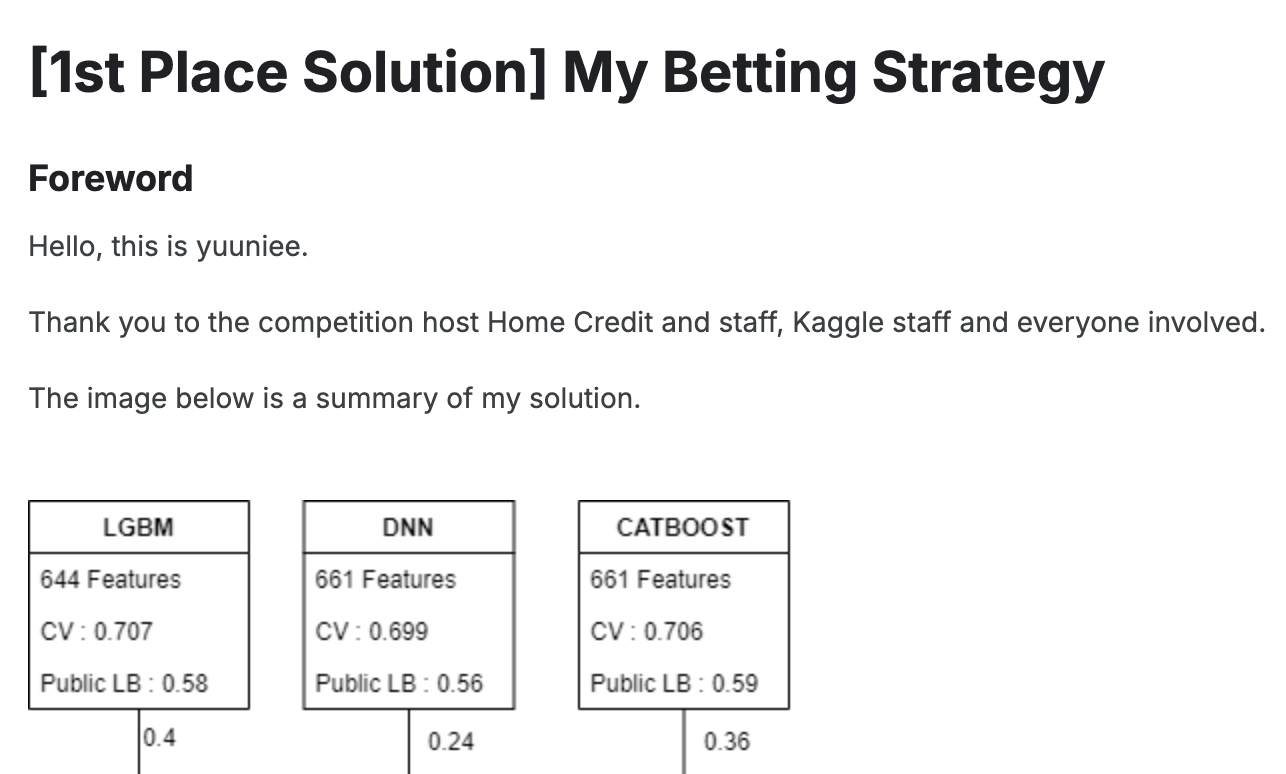 [1st Place Solution] My Betting Strategy
Foreword
Hello, this is yuuniee.
Thank you to the competition host Home Credit and staff, Kaggle staff and everyone involved.
The image below is a summary of my solution.
LGBM
644 Features
CV : 0.707
Public LB : 0.58
0.4
DNN
661 Features
CV : 0.699
Public LB : 0.56
0.24
CATBOOST
661 Features
CV : 0.706
Public LB : 0.59
0.36